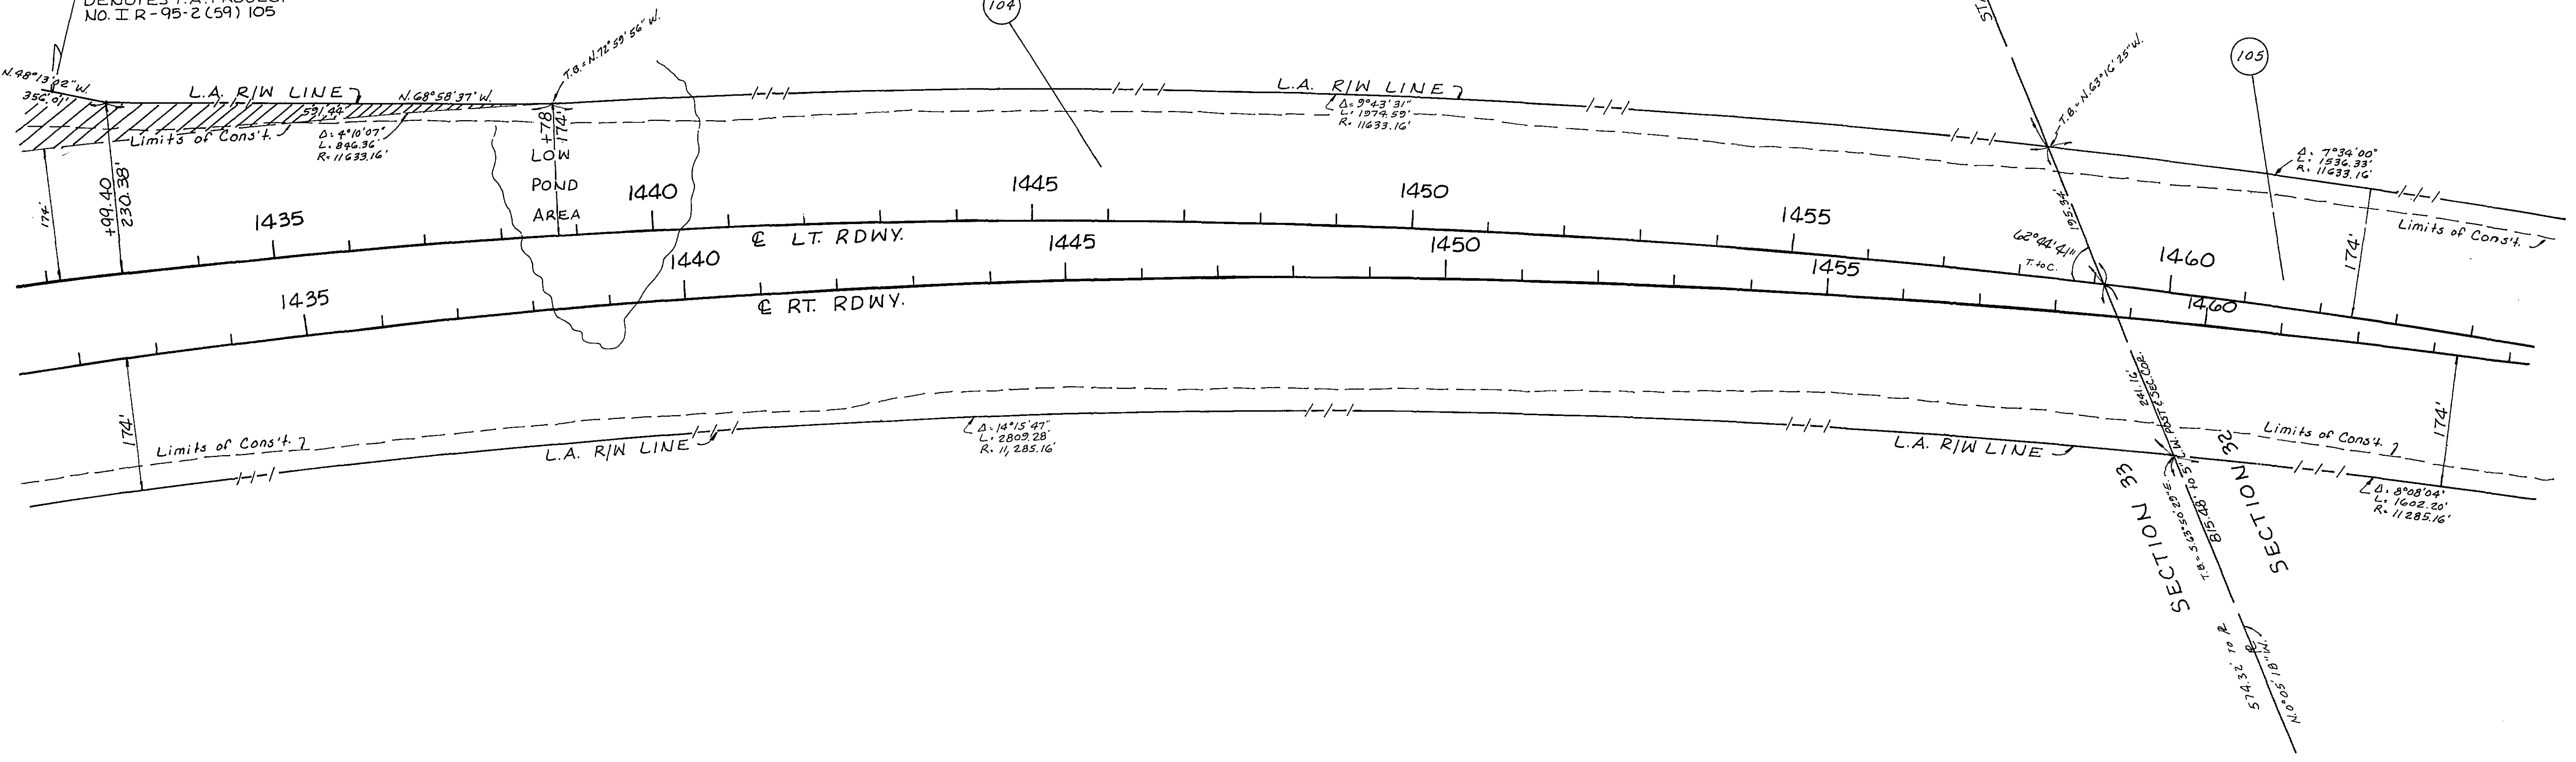 NO. I R-95-2(59) 105
N. 48°13'02" W.
356.01'
L.A. R/W LINE
591.44'
N. 68°58'37" W.
Limits of Cons't.
Δ= 4°10'07"
L= 846.36'
R= 11633.16'
174'
+99.40
230.38'
T.B.= N.72°59'56" W.
+78
174'
LOW
POND
AREA
104
L.A. R/W LINE
Δ= 9°43'31"
L= 1974.59'
R= 11633.16'
T.B.= N.63°16'25" W.
105
Δ= 7°34'00"
L= 1536.33'
R= 11633.16'
195.34'
62°44'41"
T. to C.
174'
Limits of Cons't.
1435
1440
1445
1450
1455
1460
℄ LT. RDWY.
1435
1440
1445
1450
1455
1460
℄ RT. RDWY.
174'
Limits of Cons't.
L.A. R/W LINE
Δ= 14°15'47"
L= 2809.28'
R= 11,285.16'
L.A. R/W LINE
241.16'
815.48' to 1.5" C.W. POST @ SEC. COR.
T.B.= S.63°50'29" E.
SECTION 33
SECTION 32
Limits of Cons't.
174'
Δ= 8°08'04"
L= 1602.20'
R= 11285.16'
574.32' TO
N.0°05'18" W.